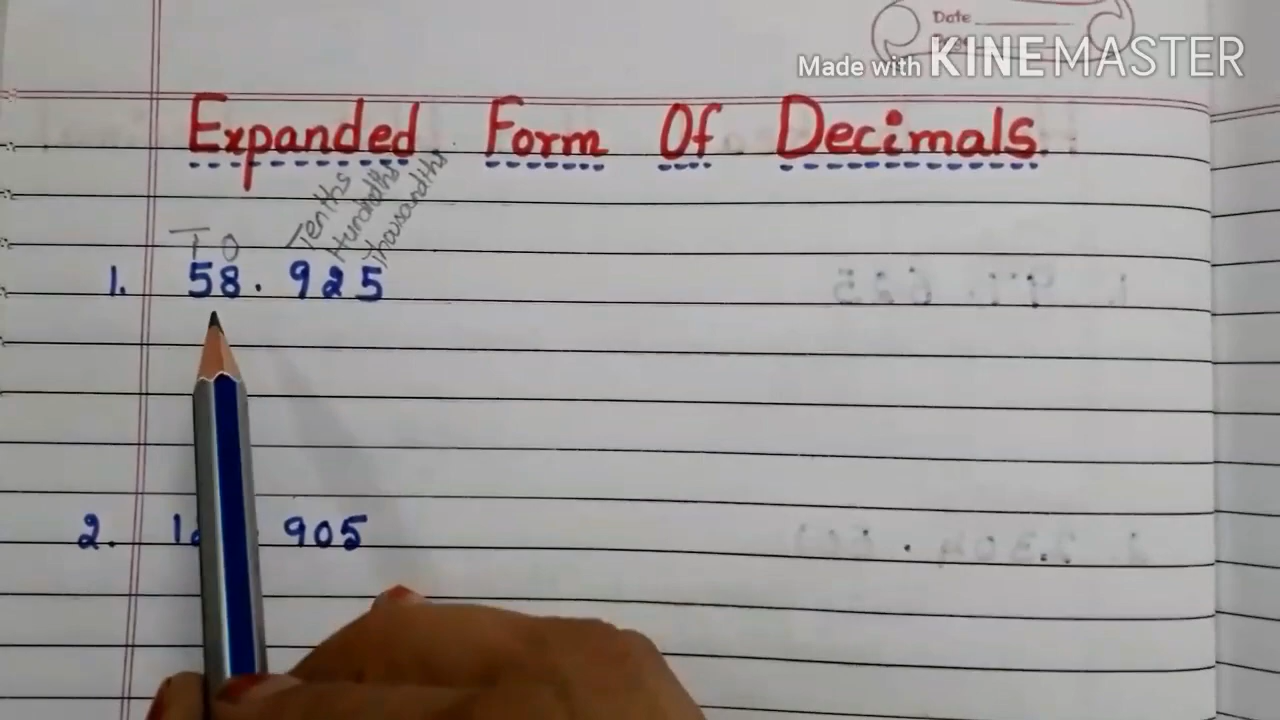 Date
Made with KINEMASTER
Expanded Form Of Decimals.
Tenths
Hundredths
Thousandths
T O
1. 58.925
2. 905